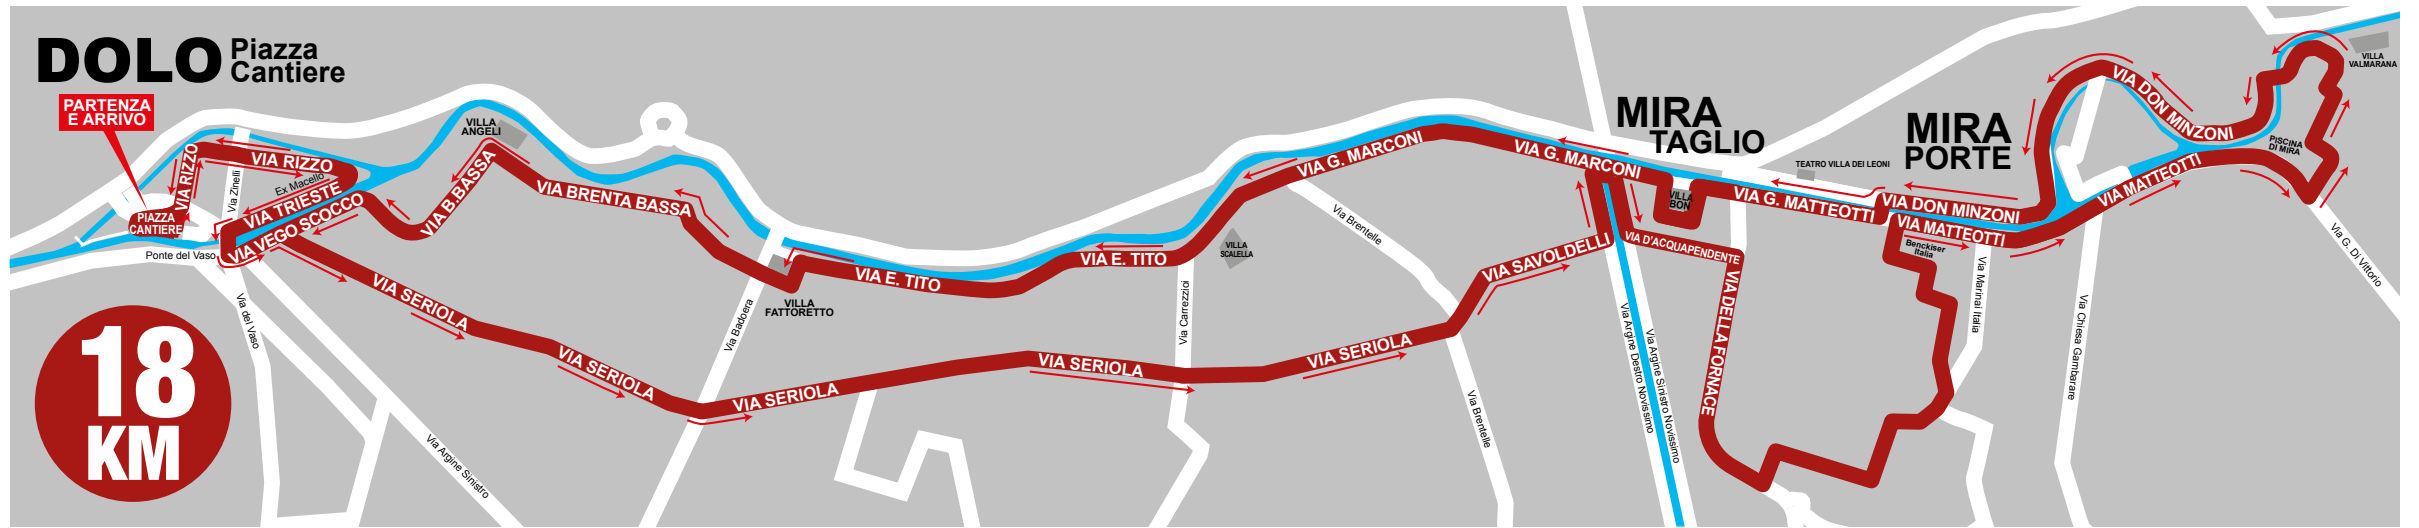 DOLO
Piazza
Cantiere
PARTENZA
E ARRIVO
VIA RIZZO
VIA RIZZO
Via Zinelli
Ex Macello
VIA TRIESTE
VIA VEGO SCOCCO
PIAZZA
CANTIERE
Ponte del Vaso
Via del Vaso
Via Argine Sinistro
18
KM
VILLA
ANGELI
VIA B.BASSA
VIA BRENTA BASSA
VIA SERIOLA
VIA SERIOLA
VIA SERIOLA
VIA SERIOLA
VIA SERIOLA
Via Badoera
VILLA
FATTORETTO
VIA E. TITO
VIA E. TITO
Via Carrezzioi
VILLA
SCALELLA
VIA G. MARCONI
Via Brentelle
Via Brentelle
VIA SAVOLDELLI
VIA G. MARCONI
MIRA
TAGLIO
VILLA
BON
VIA D'ACQUAPENDENTE
VIA DELLA FORNACE
Via Argine Destro Novissimo
Via Argine Sinistro Novissimo
TEATRO VILLA DEI LEONI
VIA G. MATTEOTTI
MIRA
PORTE
VIA DON MINZONI
VIA MATTEOTTI
Benckiser
Italia
Via Marinai Italia
Via Chiesa Gambarare
VIA MATTEOTTI
VIA DON MINZONI
PISCINA
DI MIRA
VILLA
VALMARANA
Via G. Di Vittorio